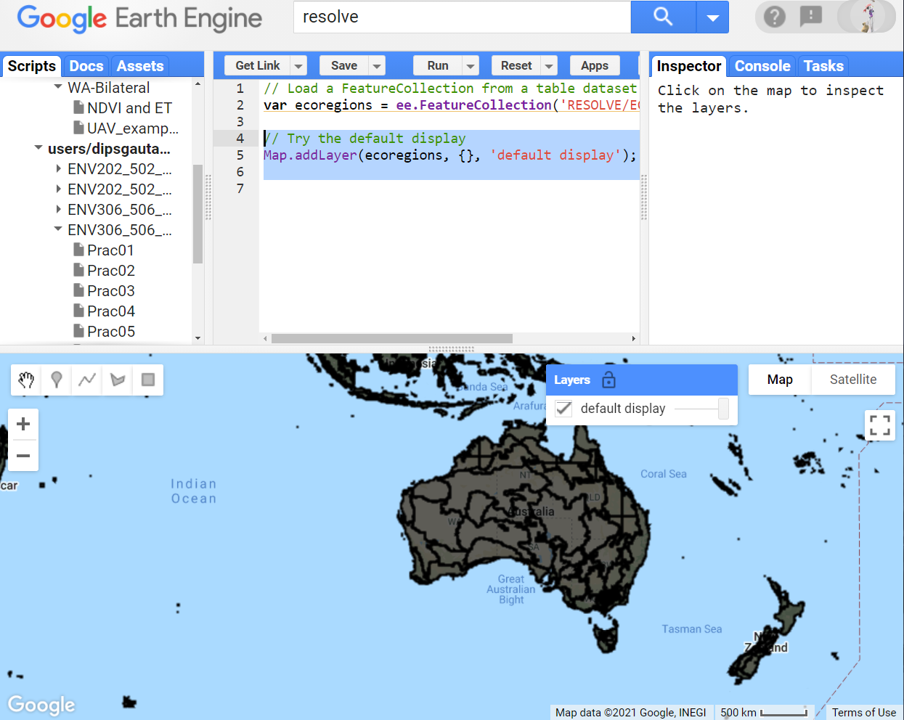 Google Earth Engine
resolve
Scripts Docs Assets
WA-Bilateral
NDVI and ET
UAV_examp...
users/dipsgauta...
ENV202_502_...
ENV202_502_...
ENV306_506_...
ENV306_506_...
Prac01
Prac02
Prac03
Prac04
Prac05
Get Link Save Run Reset Apps
1 // Load a FeatureCollection from a table dataset
2 var ecoregions = ee.FeatureCollection('RESOLVE/E
3
4 // Try the default display
5 Map.addLayer(ecoregions, {}, 'default display');
6
7
Inspector Console Tasks
Click on the map to inspect
the layers.
Layers
default display
Map Satellite
Banda Sea
Arafura
Coral Sea
Indian
Ocean
car
NT
Australia
Great
Australian
Bight
Tasman Sea
Google
Map data ©2021 Google, INEGI 500 km Terms of Use